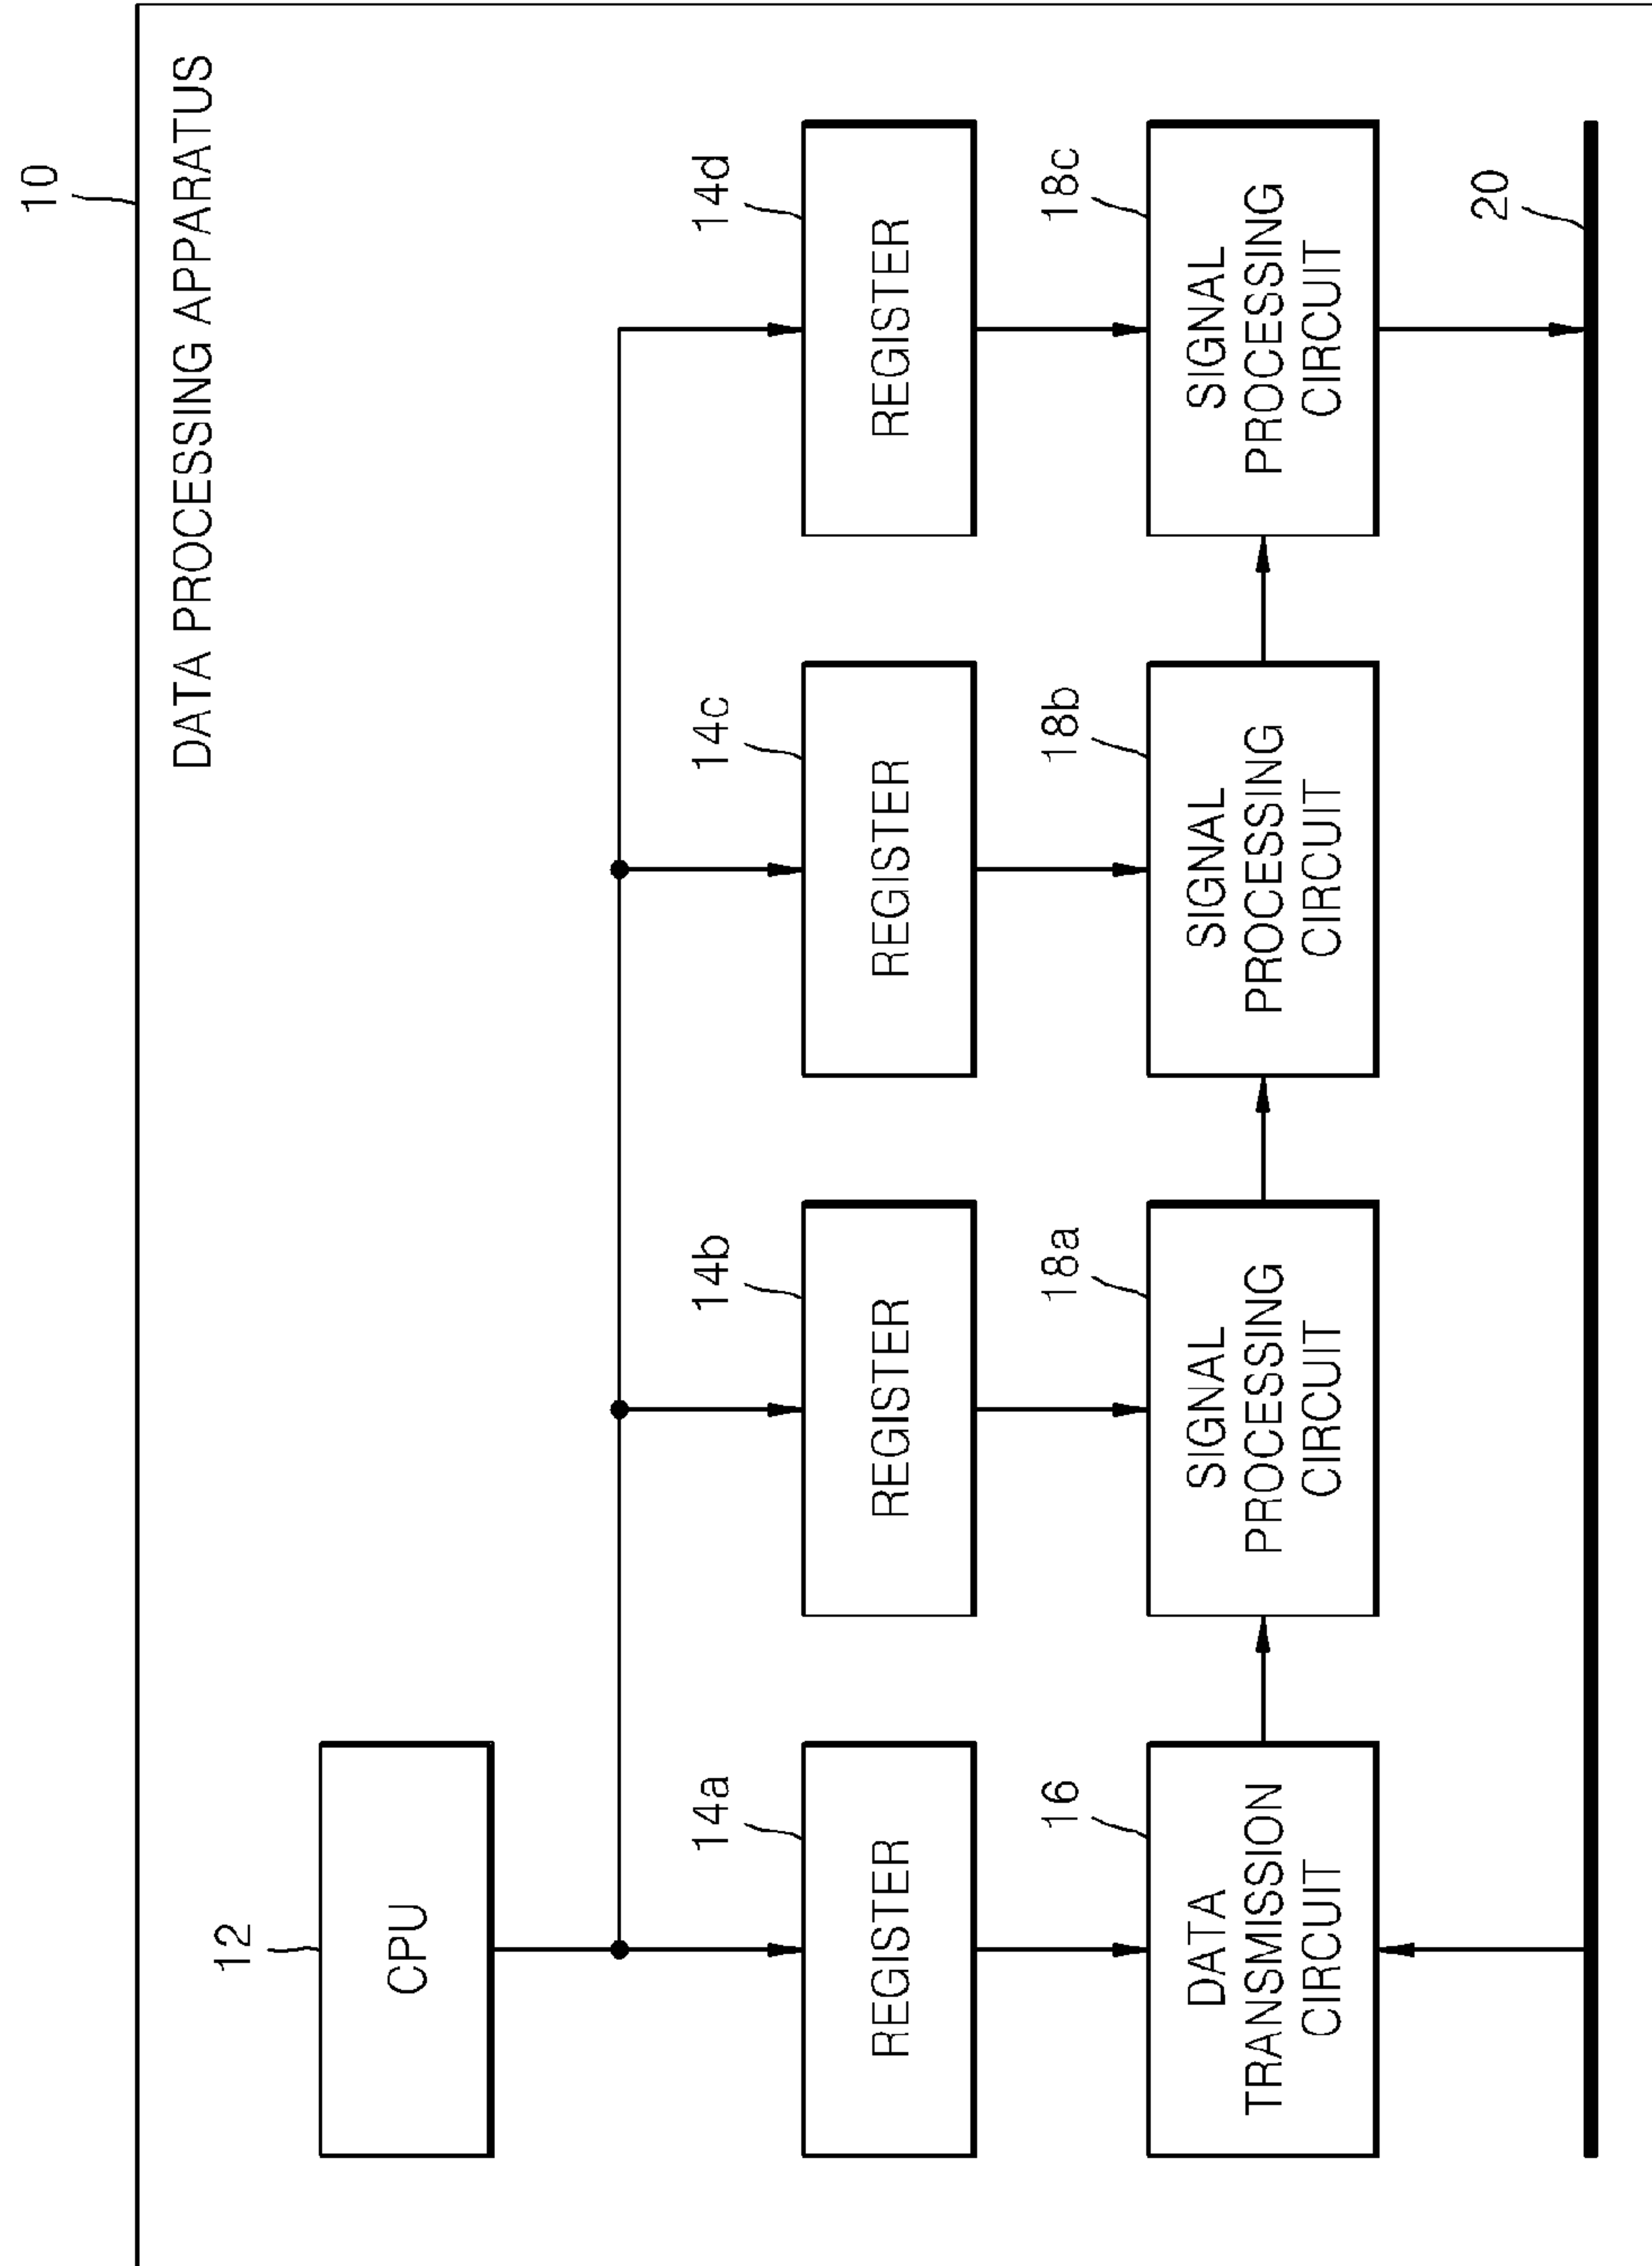 10
DATA PROCESSING APPARATUS
12
CPU
14a
REGISTER
14b
REGISTER
14c
REGISTER
14d
REGISTER
16
DATA
TRANSMISSION
CIRCUIT
18a
SIGNAL
PROCESSING
CIRCUIT
18b
SIGNAL
PROCESSING
CIRCUIT
18c
SIGNAL
PROCESSING
CIRCUIT
20